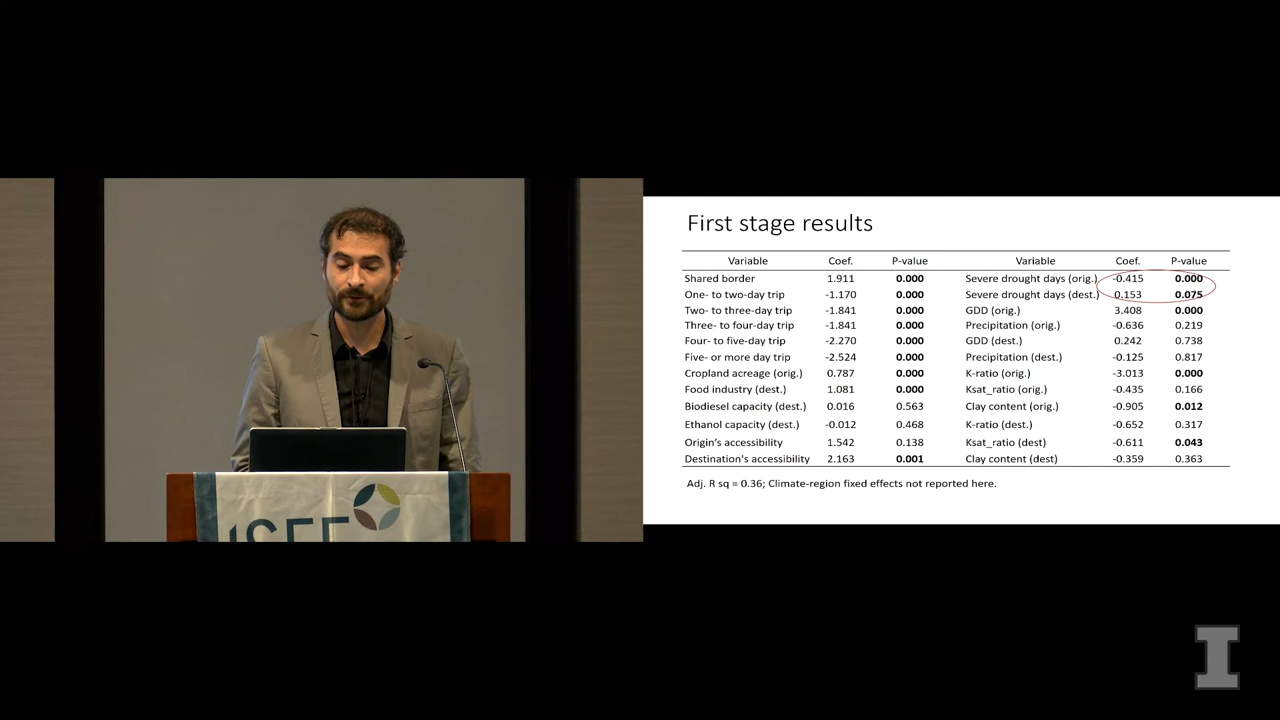 First stage results
Variable Coef. P-value Variable Coef. P-value
Shared border 1.911 0.000 Severe drought days (orig.) -0.415 0.000
One- to two-day trip -1.170 0.000 Severe drought days (dest.) 0.153 0.075
Two- to three-day trip -1.841 0.000 GDD (orig.) 3.408 0.000
Three- to four-day trip -1.841 0.000 Precipitation (orig.) -0.636 0.219
Four- to five-day trip -2.270 0.000 GDD (dest.) 0.242 0.738
Five- or more day trip -2.524 0.000 Precipitation (dest.) -0.125 0.817
Cropland acreage (orig.) 0.787 0.000 K-ratio (orig.) -3.013 0.000
Food industry (dest.) 1.081 0.000 Ksat_ratio (orig.) -0.435 0.166
Biodiesel capacity (dest.) 0.016 0.563 Clay content (orig.) -0.905 0.012
Ethanol capacity (dest.) -0.012 0.468 K-ratio (dest.) -0.652 0.317
Origin's accessibility 1.542 0.138 Ksat_ratio (dest) -0.611 0.043
Destination's accessibility 2.163 0.001 Clay content (dest) -0.359 0.363
Adj. R sq = 0.36; Climate-region fixed effects not reported here.
I